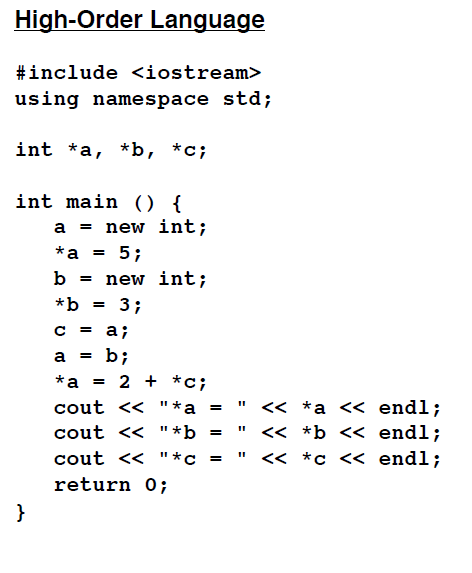 High-Order Language
#include <iostream>
using namespace std;
int *a, *b, *c;
int main () {
   a = new int;
   *a = 5;
   b = new int;
   *b = 3;
   c = a;
   a = b;
   *a = 2 + *c;
   cout << "*a = " << *a << endl;
   cout << "*b = " << *b << endl;
   cout << "*c = " << *c << endl;
   return 0;
}